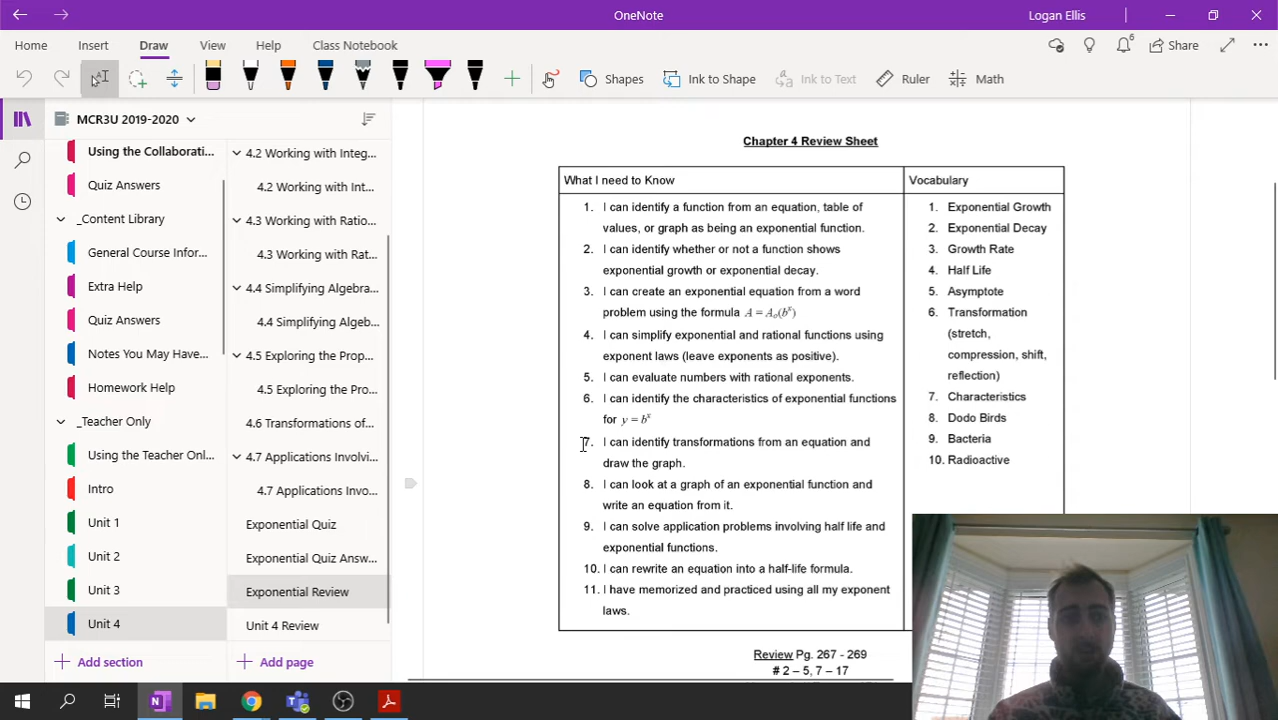 OneNote
Logan Ellis
Home Insert Draw View Help Class Notebook
6 Share
Shapes Ink to Shape Ink to Text Ruler Math
MCR3U 2019-2020
Using the Collaborati...
Quiz Answers
_Content Library
General Course Infor...
Extra Help
Quiz Answers
Notes You May Have...
Homework Help
_Teacher Only
Using the Teacher Onl...
Intro
Unit 1
Unit 2
Unit 3
Unit 4
Add section
4.2 Working with Integ...
4.2 Working with Int...
4.3 Working with Ratio...
4.3 Working with Rat...
4.4 Simplifying Algebra...
4.4 Simplifying Algeb...
4.5 Exploring the Prop...
4.5 Exploring the Pro...
4.6 Transformations of...
4.7 Applications Involvi...
4.7 Applications Invo...
Exponential Quiz
Exponential Quiz Answ...
Exponential Review
Unit 4 Review
Add page
Chapter 4 Review Sheet
What I need to Know
1. I can identify a function from an equation, table of
values, or graph as being an exponential function.
2. I can identify whether or not a function shows
exponential growth or exponential decay.
3. I can create an exponential equation from a word
problem using the formula A = A₀(bˣ)
4. I can simplify exponential and rational functions using
exponent laws (leave exponents as positive).
5. I can evaluate numbers with rational exponents.
6. I can identify the characteristics of exponential functions
for y = bˣ
7. I can identify transformations from an equation and
draw the graph.
8. I can look at a graph of an exponential function and
write an equation from it.
9. I can solve application problems involving half life and
exponential functions.
10. I can rewrite an equation into a half-life formula.
11. I have memorized and practiced using all my exponent
laws.
Vocabulary
1. Exponential Growth
2. Exponential Decay
3. Growth Rate
4. Half Life
5. Asymptote
6. Transformation
(stretch,
compression, shift,
reflection)
7. Characteristics
8. Dodo Birds
9. Bacteria
10. Radioactive
Review Pg. 267 - 269
# 2 – 5, 7 – 17